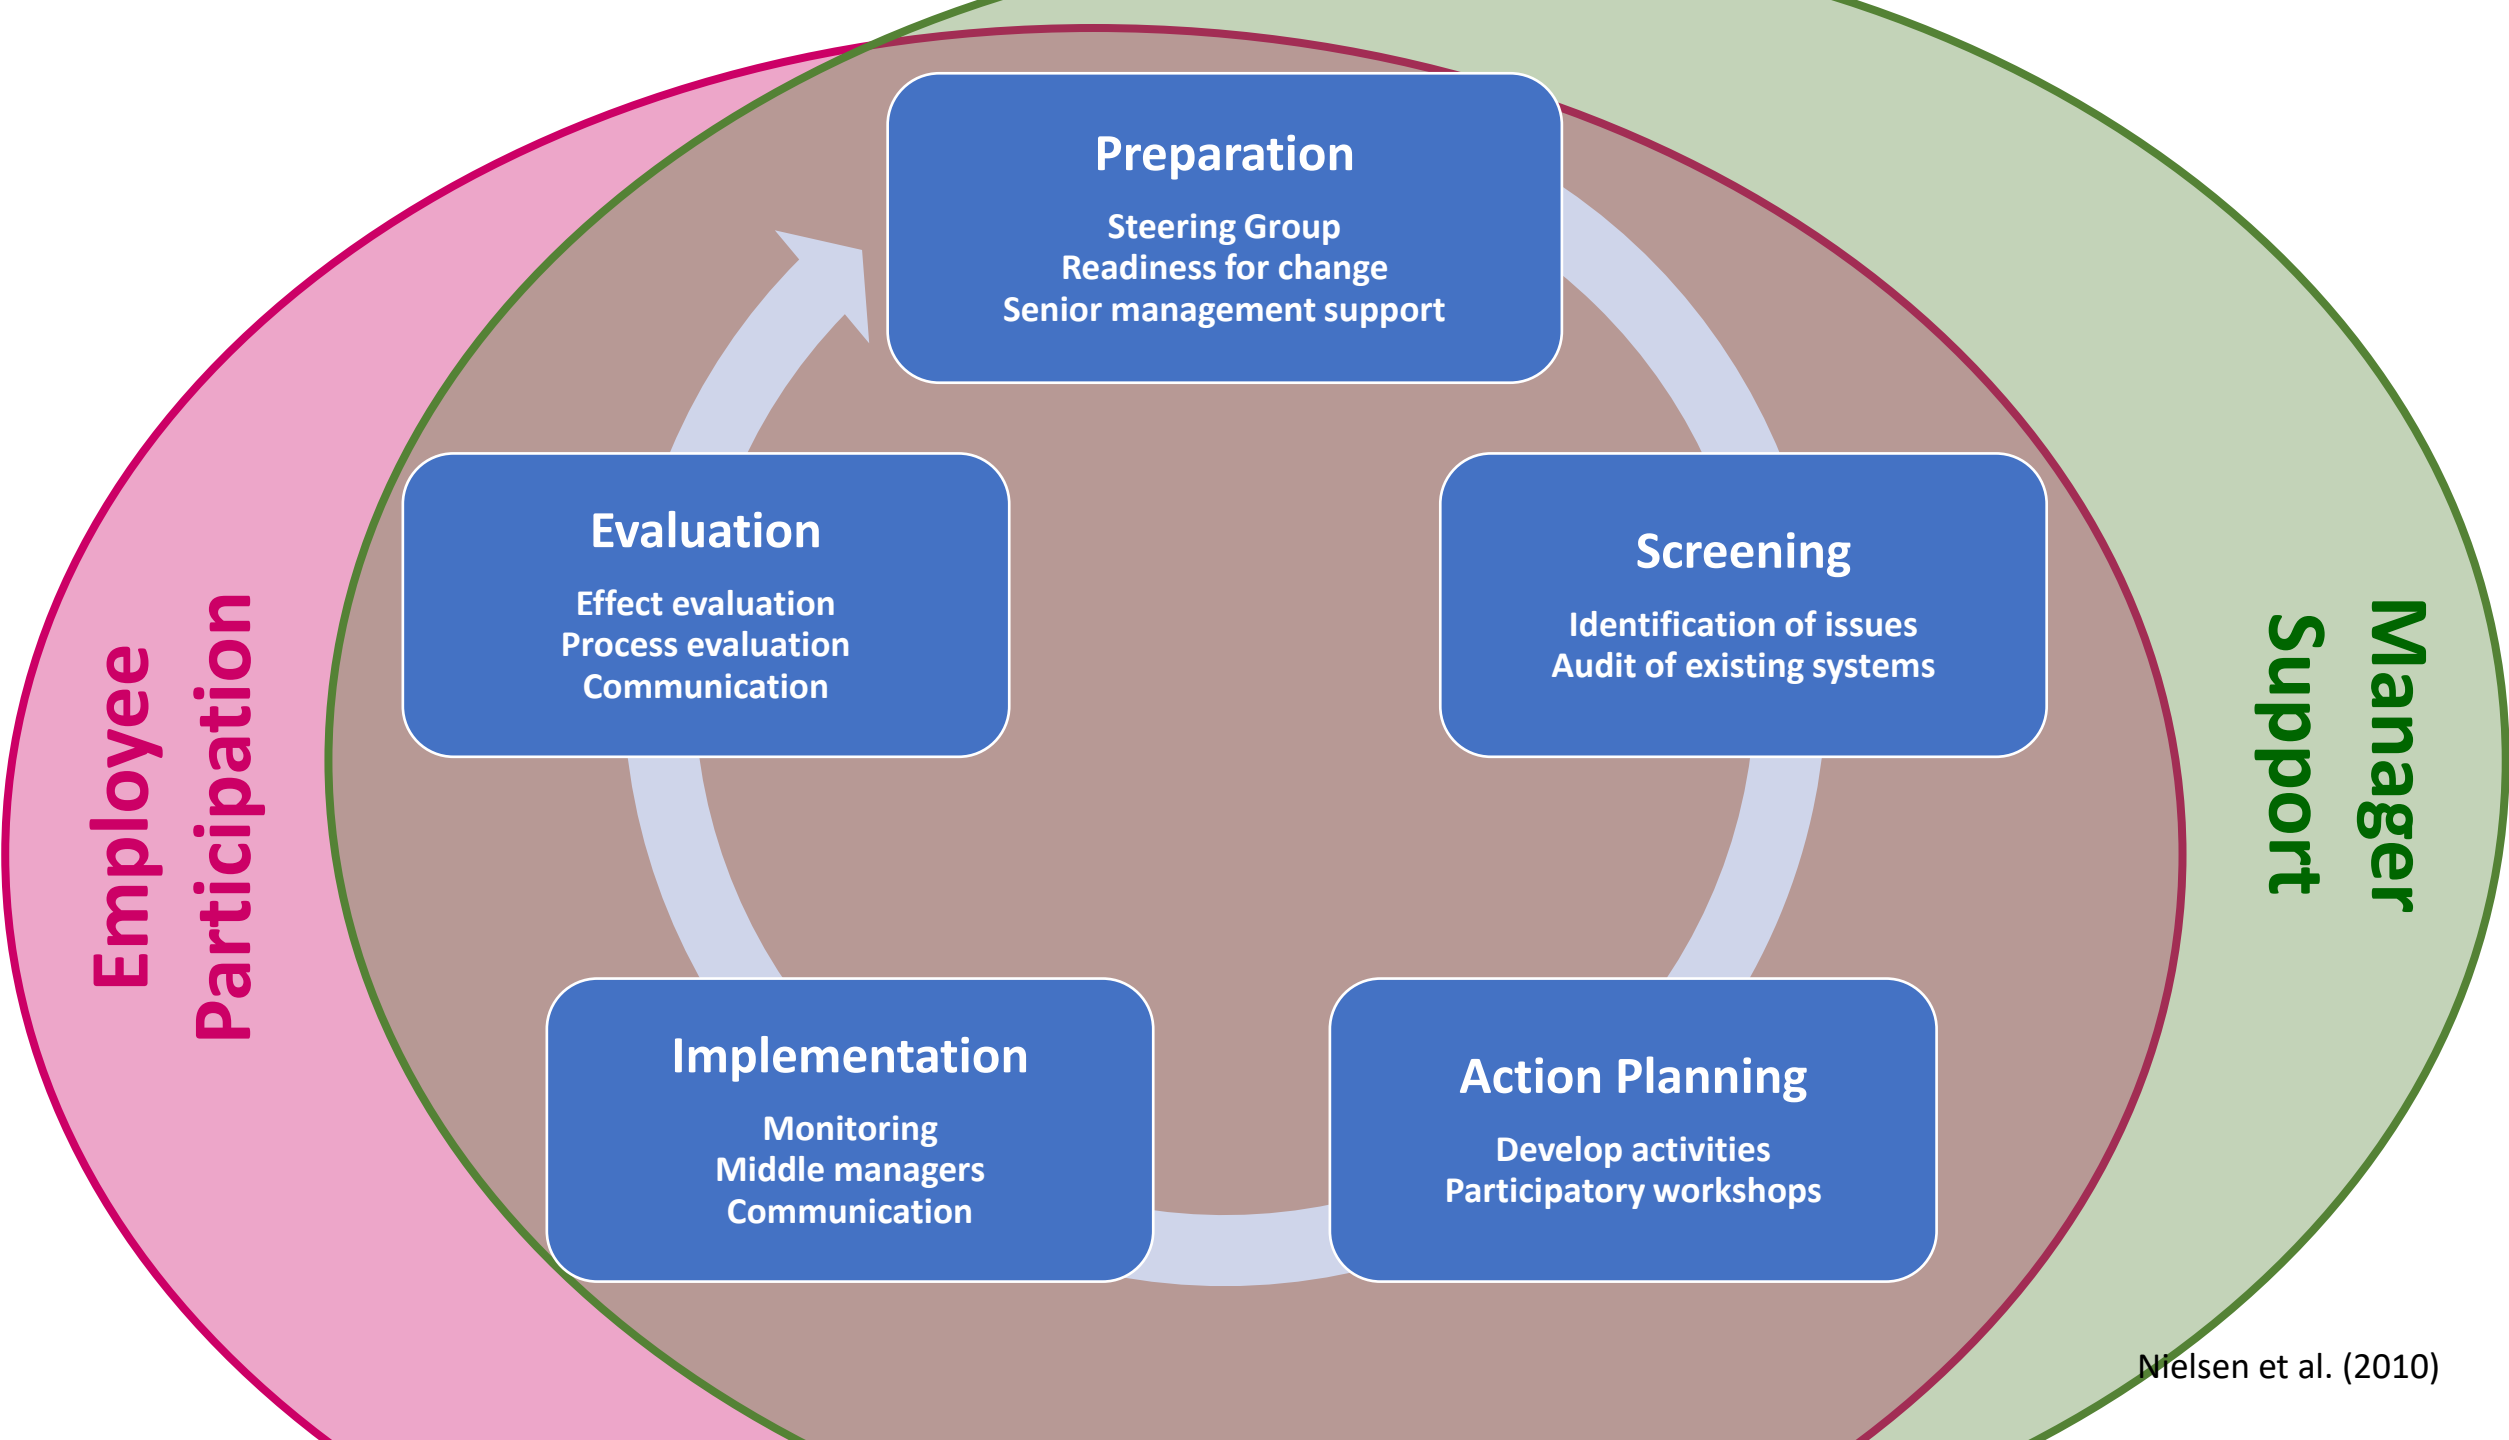 Preparation
Steering Group
Readiness for change
Senior management support
Screening
Identification of issues
Audit of existing systems
Action Planning
Develop activities
Participatory workshops
Implementation
Monitoring
Middle managers
Communication
Evaluation
Effect evaluation
Process evaluation
Communication
Employee
Participation
Manager
Support
Nielsen et al. (2010)